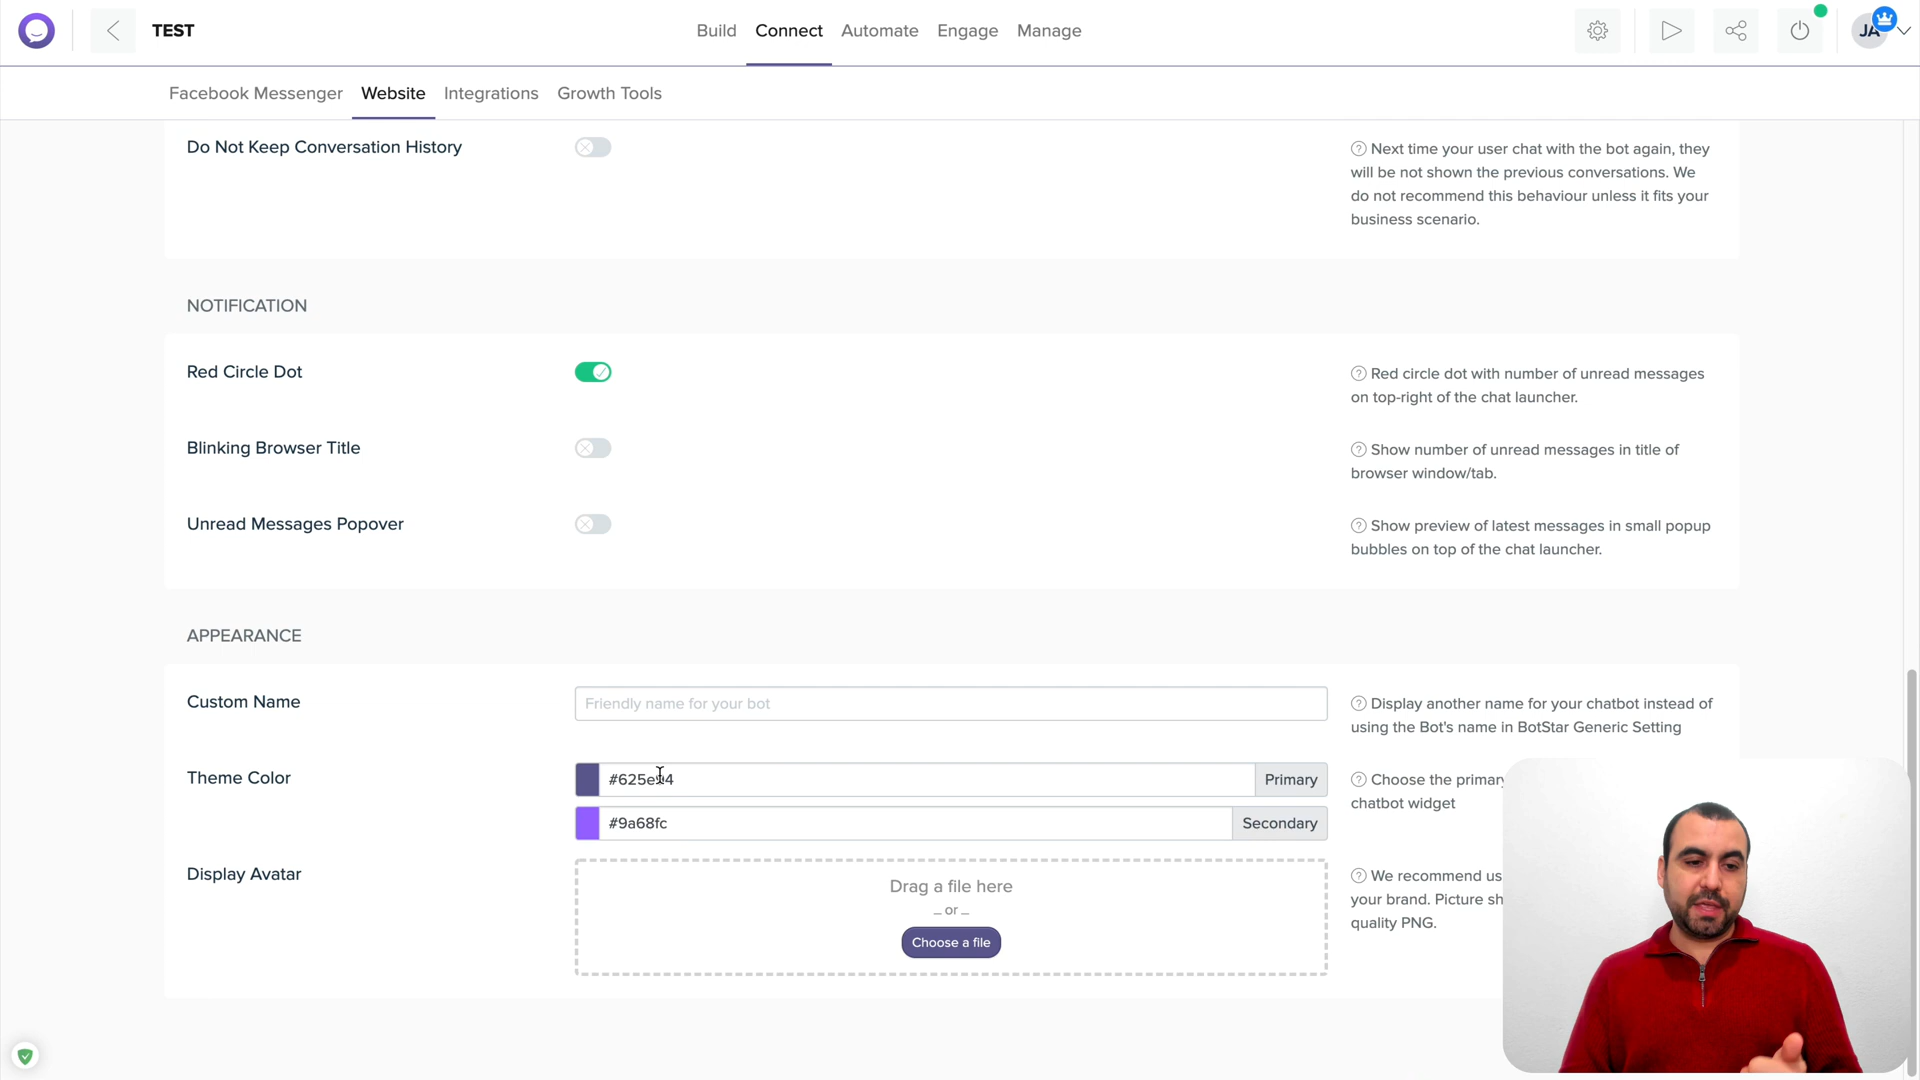 TEST
Build Connect Automate Engage Manage
JA
Facebook Messenger Website Integrations Growth Tools
Do Not Keep Conversation History
Next time your user chat with the bot again, they
will be not shown the previous conversations. We
do not recommend this behaviour unless it fits your
business scenario.
NOTIFICATION
Red Circle Dot
Red circle dot with number of unread messages
on top-right of the chat launcher.
Blinking Browser Title
Show number of unread messages in title of
browser window/tab.
Unread Messages Popover
Show preview of latest messages in small popup
bubbles on top of the chat launcher.
APPEARANCE
Custom Name
Friendly name for your bot
Display another name for your chatbot instead of
using the Bot's name in BotStar Generic Setting
Theme Color
Primary
Choose the primary
chatbot widget
#9a68fc Secondary
Display Avatar
Drag a file here
_ or _
Choose a file
We recommend us
your brand. Picture sh
quality PNG.